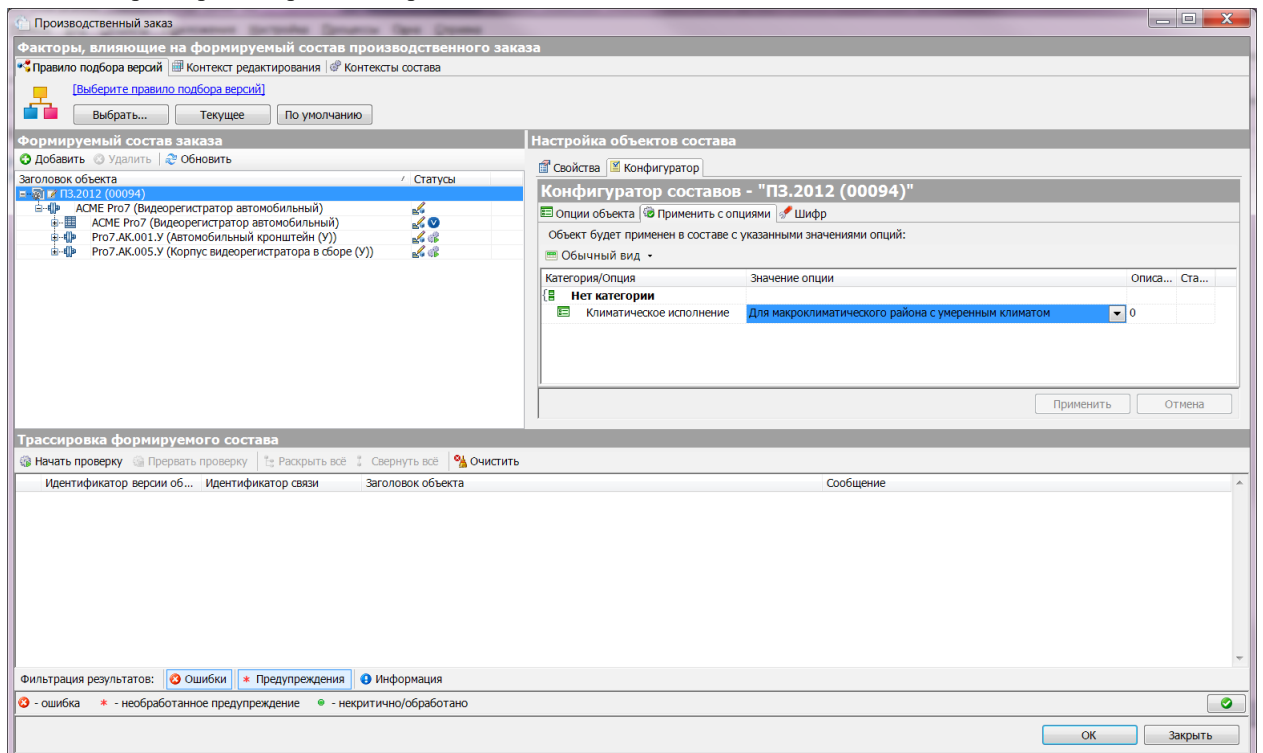 Производственный заказ
Факторы, влияющие на формируемый состав производственного заказа
Правило подбора версий Контекст редактирования Контексты состава
[Выберите правило подбора версий]
Выбрать... Текущее По умолчанию
Формируемый состав заказа
Добавить Удалить Обновить
Заголовок объекта / Статусы
ПЗ.2012 (00094)
ACME Pro7 (Видеорегистратор автомобильный)
ACME Pro7 (Видеорегистратор автомобильный)
Pro7.АК.001.У (Автомобильный кронштейн (У))
Pro7.АК.005.У (Корпус видеорегистратора в сборе (У))
Настройка объектов состава
Свойства Конфигуратор
Конфигуратор составов - "ПЗ.2012 (00094)"
Опции объекта Применить с опциями Шифр
Объект будет применен в составе с указанными значениями опций:
Обычный вид
Категория/Опция Значение опции Описа... Ста...
Нет категории
Климатическое исполнение Для макроклиматического района с умеренным климатом 0
Применить Отмена
Трассировка формируемого состава
Начать проверку Прервать проверку Раскрыть всё Свернуть всё Очистить
Идентификатор версии об... Идентификатор связи Заголовок объекта Сообщение
Фильтрация результатов: Ошибки * Предупреждения Информация
- ошибка * - необработанное предупреждение - некритично/обработано
ОК Закрыть